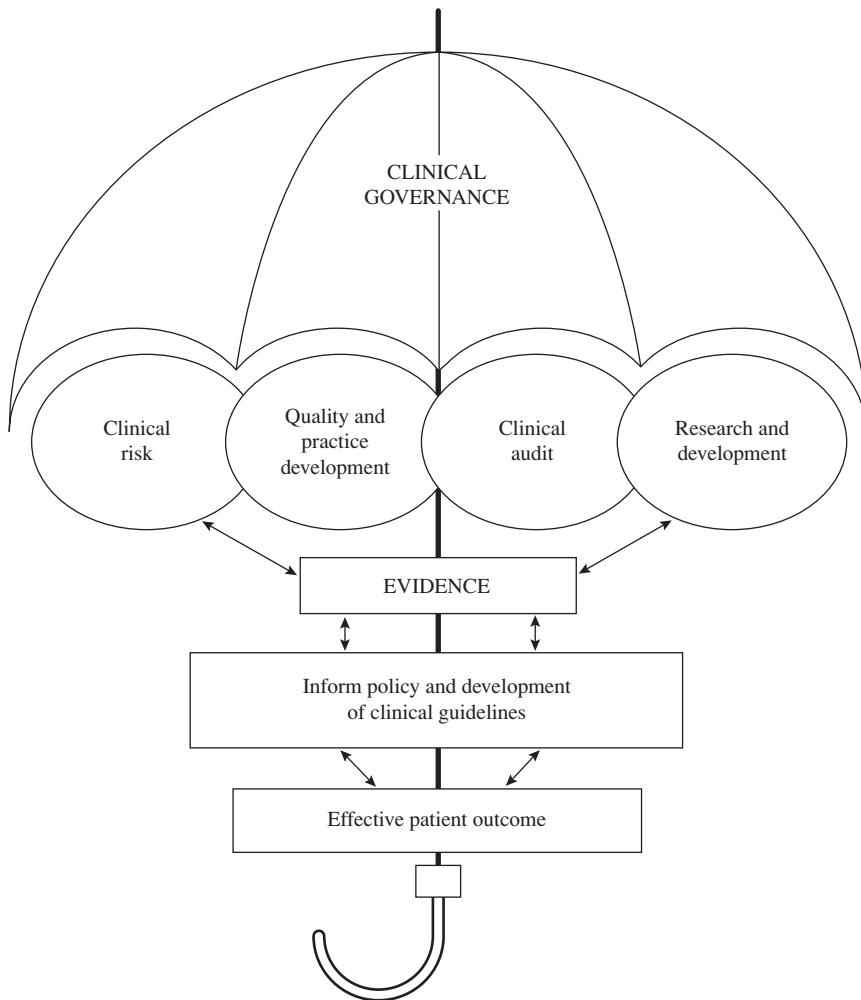 CLINICAL
GOVERNANCE
Clinical
risk
Quality and
practice
development
Clinical
audit
Research and
development
EVIDENCE
Inform policy and development
of clinical guidelines
Effective patient outcome